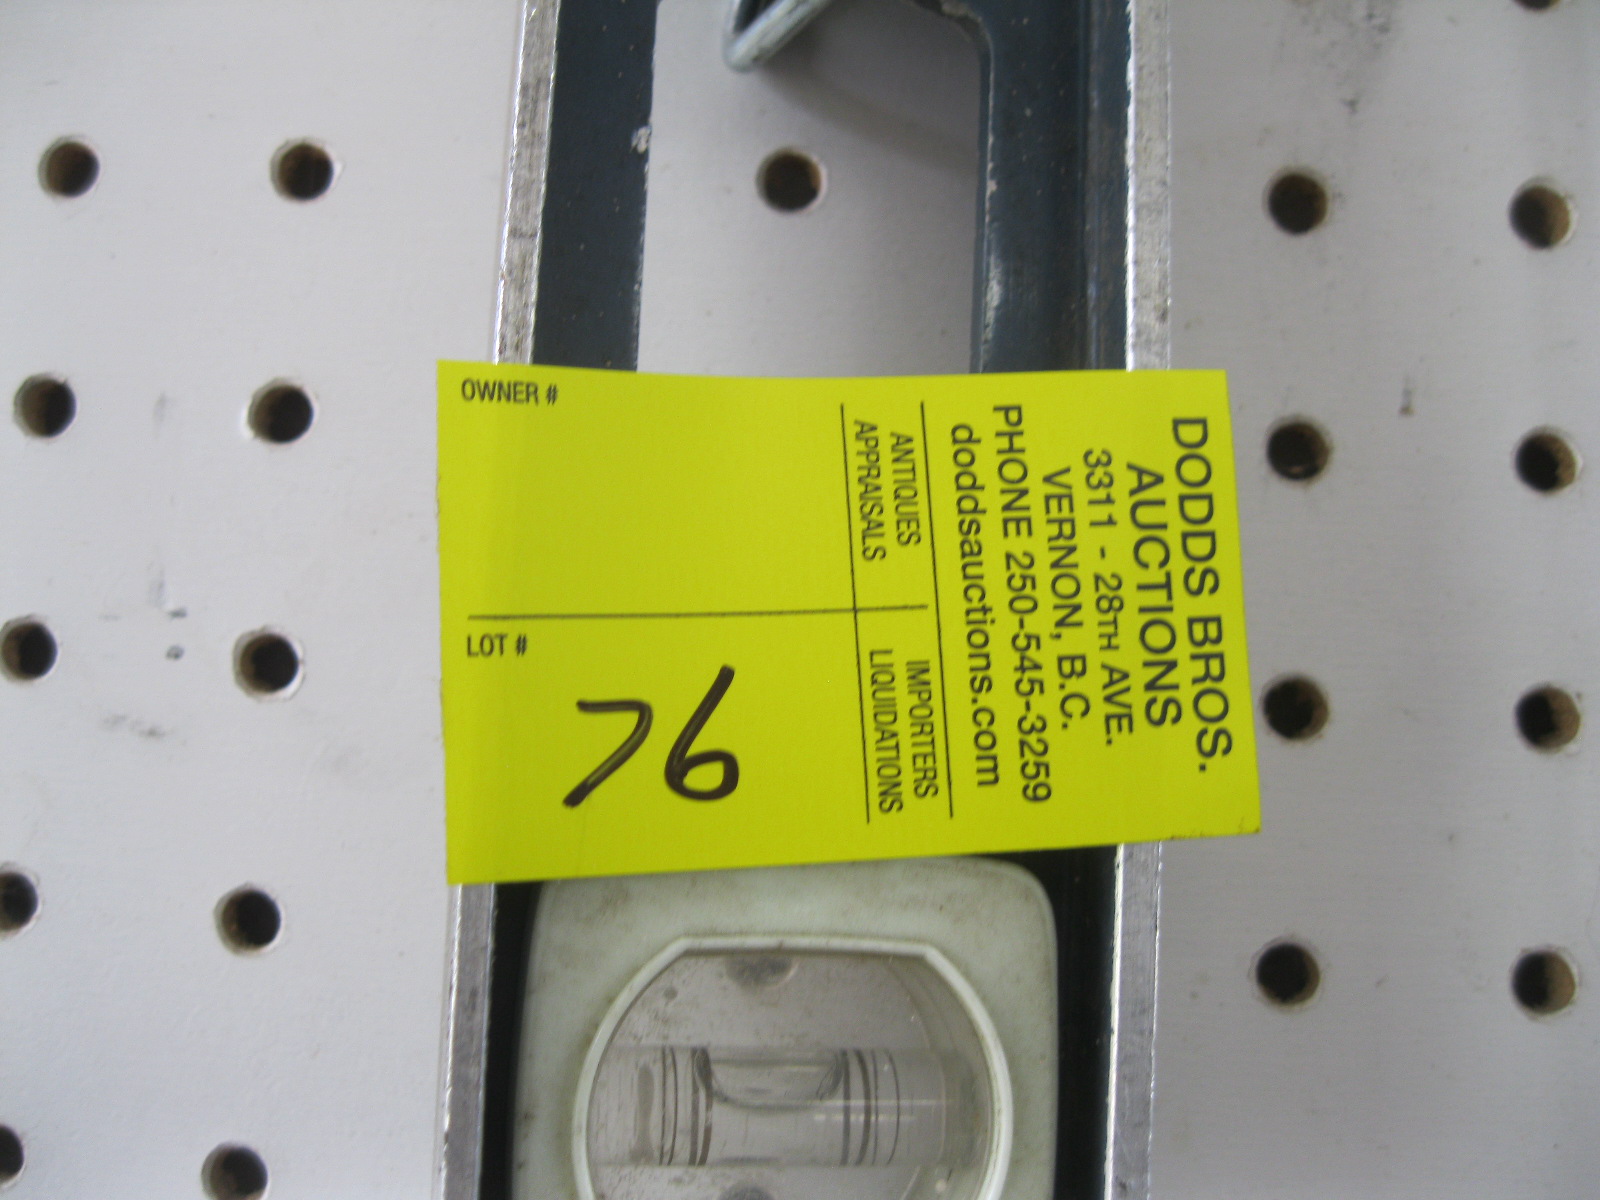 DODDS BROS.
AUCTIONS
3311 - 28TH AVE.
VERNON, B.C.
PHONE 250-545-3259
doddsauctions.com
ANTIQUES
APPRAISALS
IMPORTERS
LIQUIDATIONS
OWNER #
LOT #
76